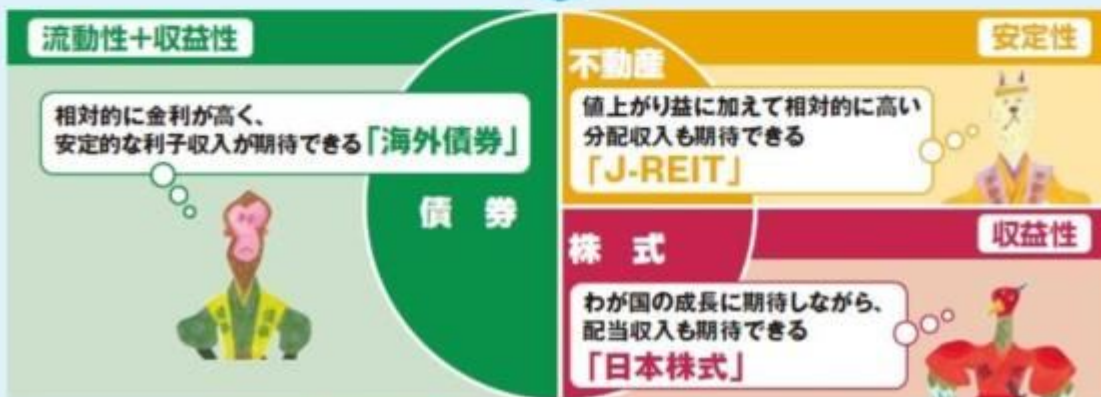 流動性+収益性
相対的に金利が高く、
安定的な利子収入が期待できる「海外債券」
債 券
不動産
安定性
値上がり益に加えて相対的に高い
分配収入も期待できる
「J-REIT」
株 式
収益性
わが国の成長に期待しながら、
配当収入も期待できる
「日本株式」